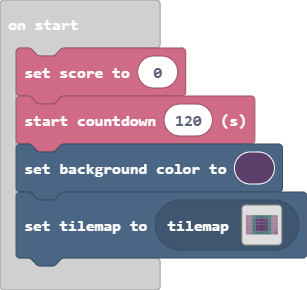 on start
set score to 0
start countdown 120 (s)
set background color to
set tilemap to tilemap